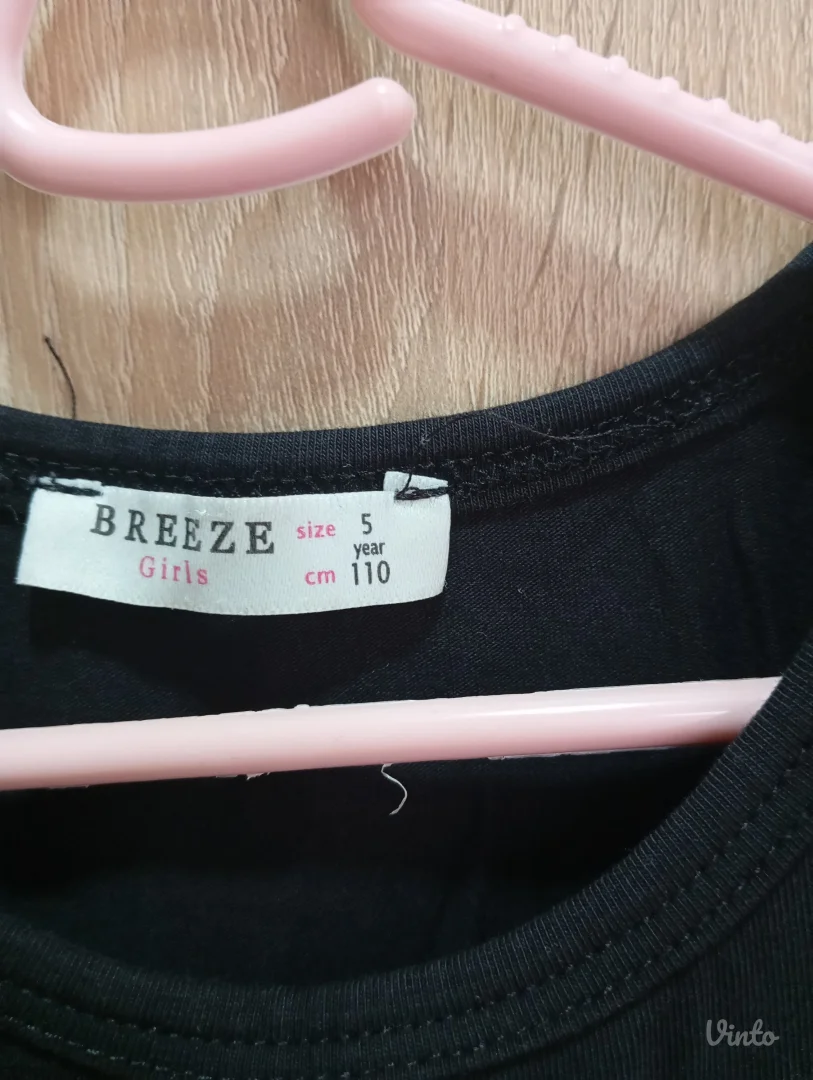 BREEZE size 5
year
Girls cm 110
Vinto